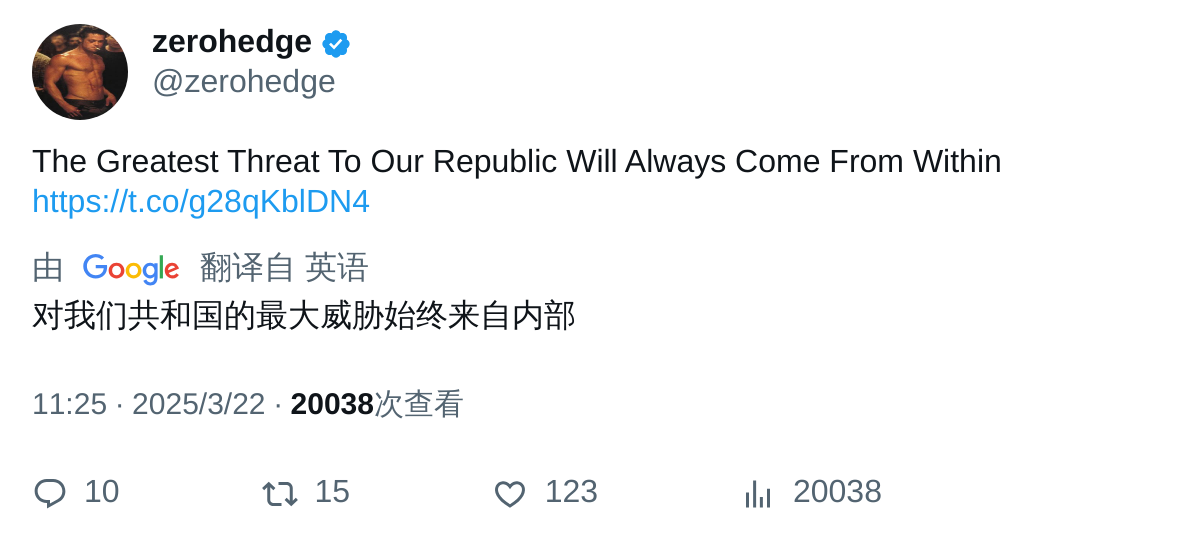 zerohedge
@zerohedge
The Greatest Threat To Our Republic Will Always Come From Within
https://t.co/g28qKblDN4
由 Google 翻译自 英语
对我们共和国的最大威胁始终来自内部
11:25 · 2025/3/22 · 20038次查看
10 15 123 20038